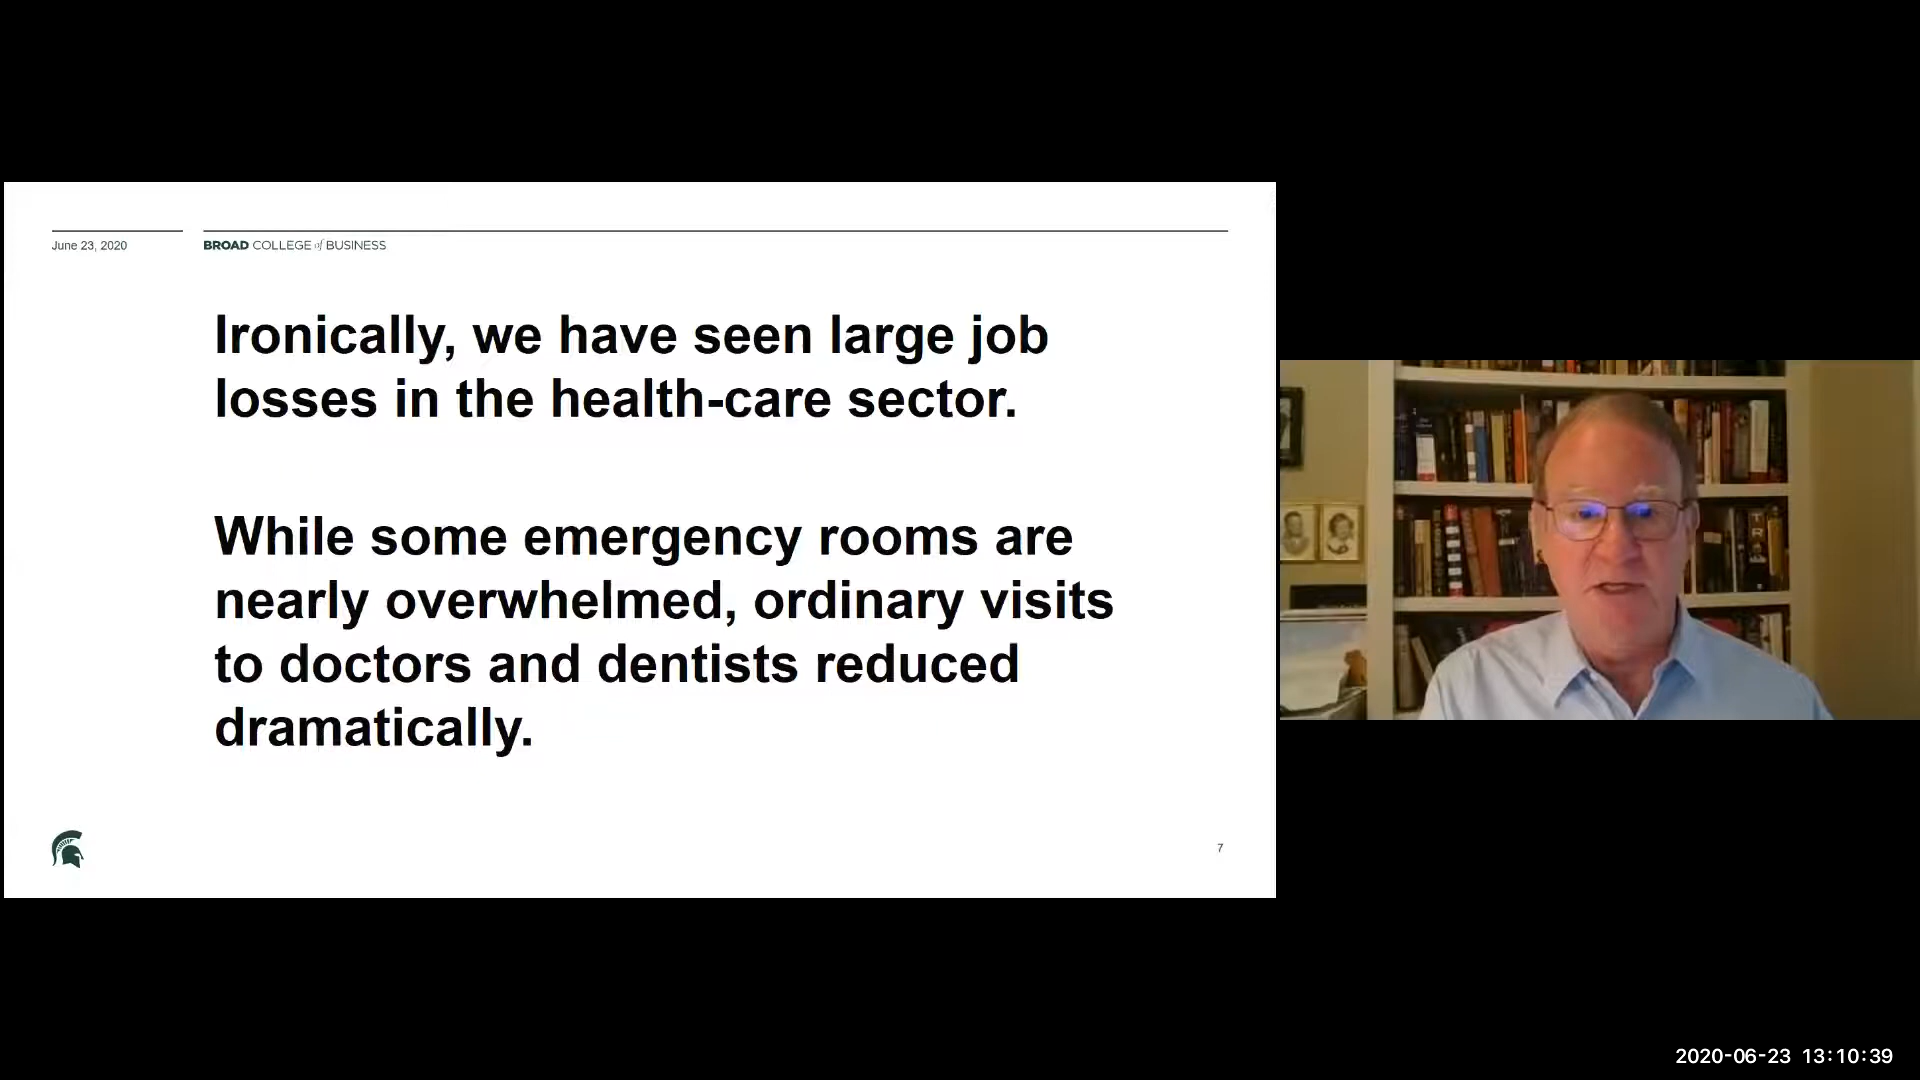 June 23, 2020
BROAD COLLEGE of BUSINESS
Ironically, we have seen large job
losses in the health-care sector.
While some emergency rooms are
nearly overwhelmed, ordinary visits
to doctors and dentists reduced
dramatically.
7
2020-06-23 13:10:39